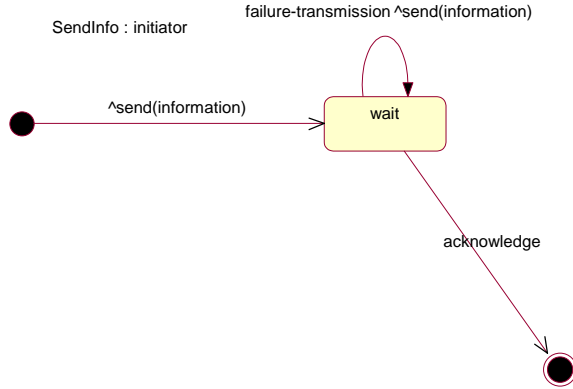 failure-transmission ^send(information)
SendInfo : initiator
^send(information)
wait
acknowledge